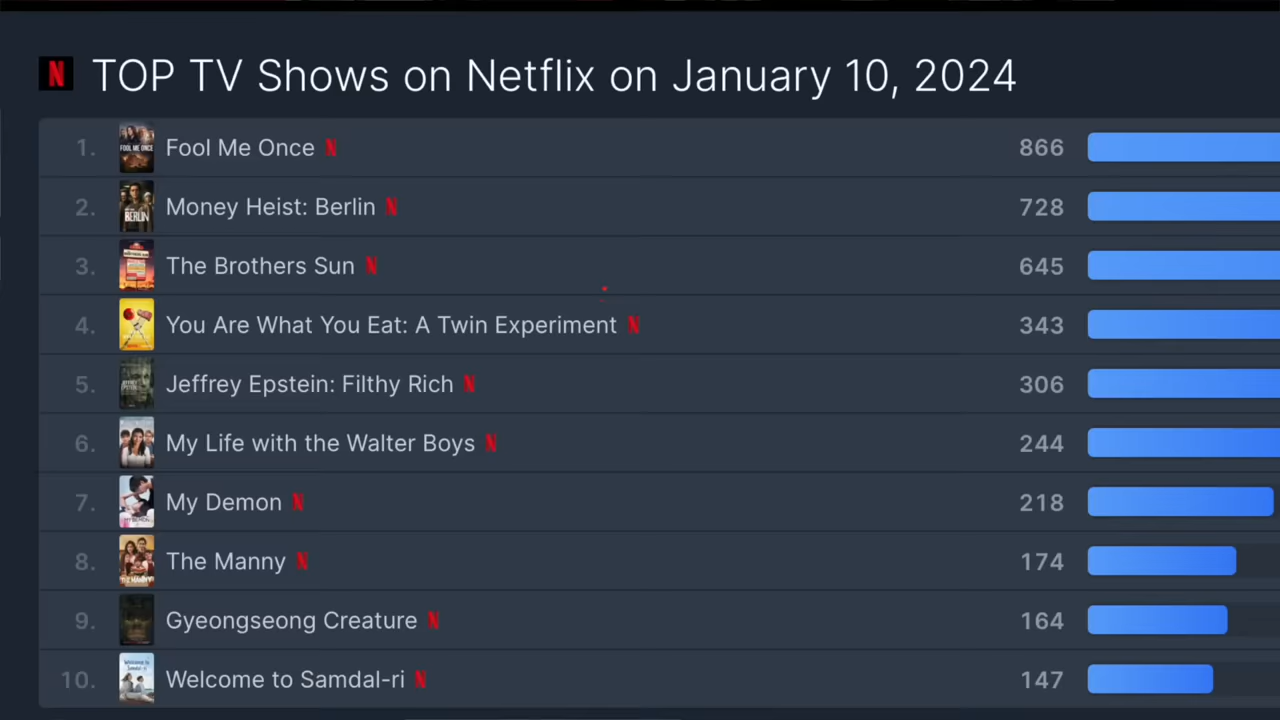 TOP TV Shows on Netflix on January 10, 2024
1. Fool Me Once 866
2. Money Heist: Berlin 728
3. The Brothers Sun 645
4. You Are What You Eat: A Twin Experiment 343
5. Jeffrey Epstein: Filthy Rich 306
6. My Life with the Walter Boys 244
7. My Demon 218
8. The Manny 174
9. Gyeongseong Creature 164
10. Welcome to Samdal-ri 147